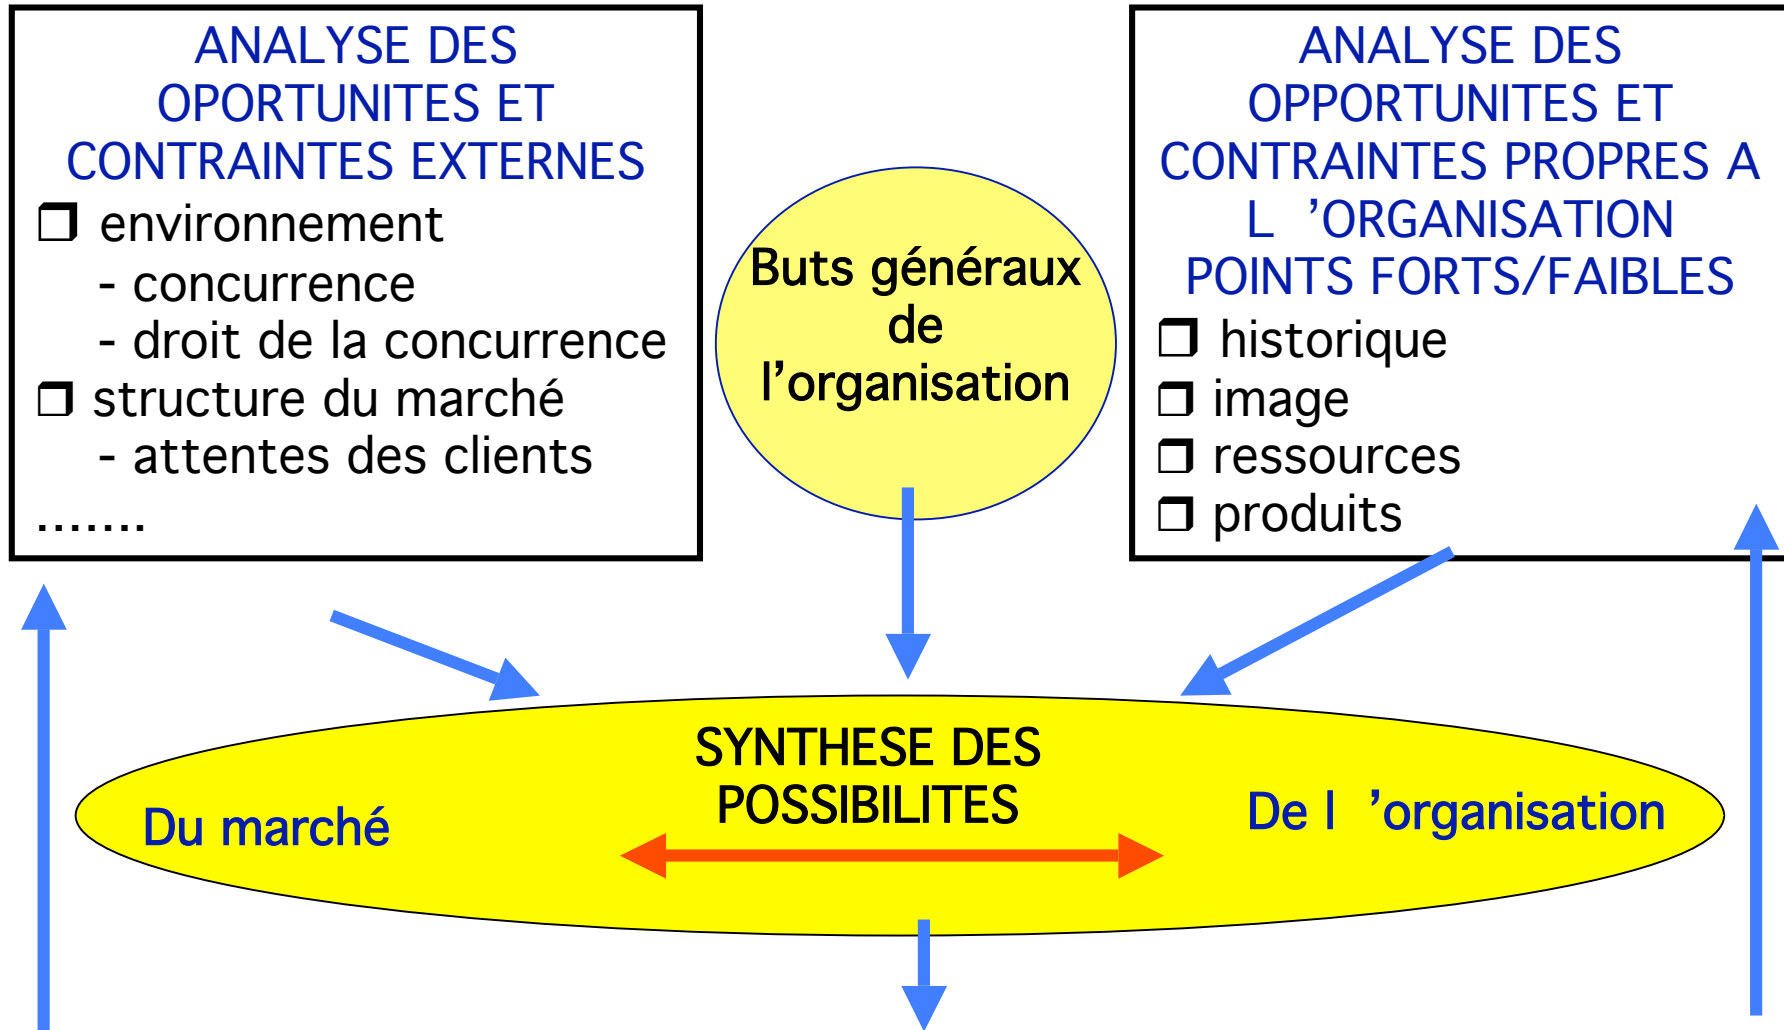 ANALYSE DES
OPORTUNITES ET
CONTRAINTES EXTERNES
❒ environnement
- concurrence
- droit de la concurrence
❒ structure du marché
- attentes des clients
.......
Buts généraux
de
l’organisation
ANALYSE DES
OPPORTUNITES ET
CONTRAINTES PROPRES A
L ’ORGANISATION
POINTS FORTS/FAIBLES
❒ historique
❒ image
❒ ressources
❒ produits
SYNTHESE DES
POSSIBILITES
Du marché
De l ’organisation